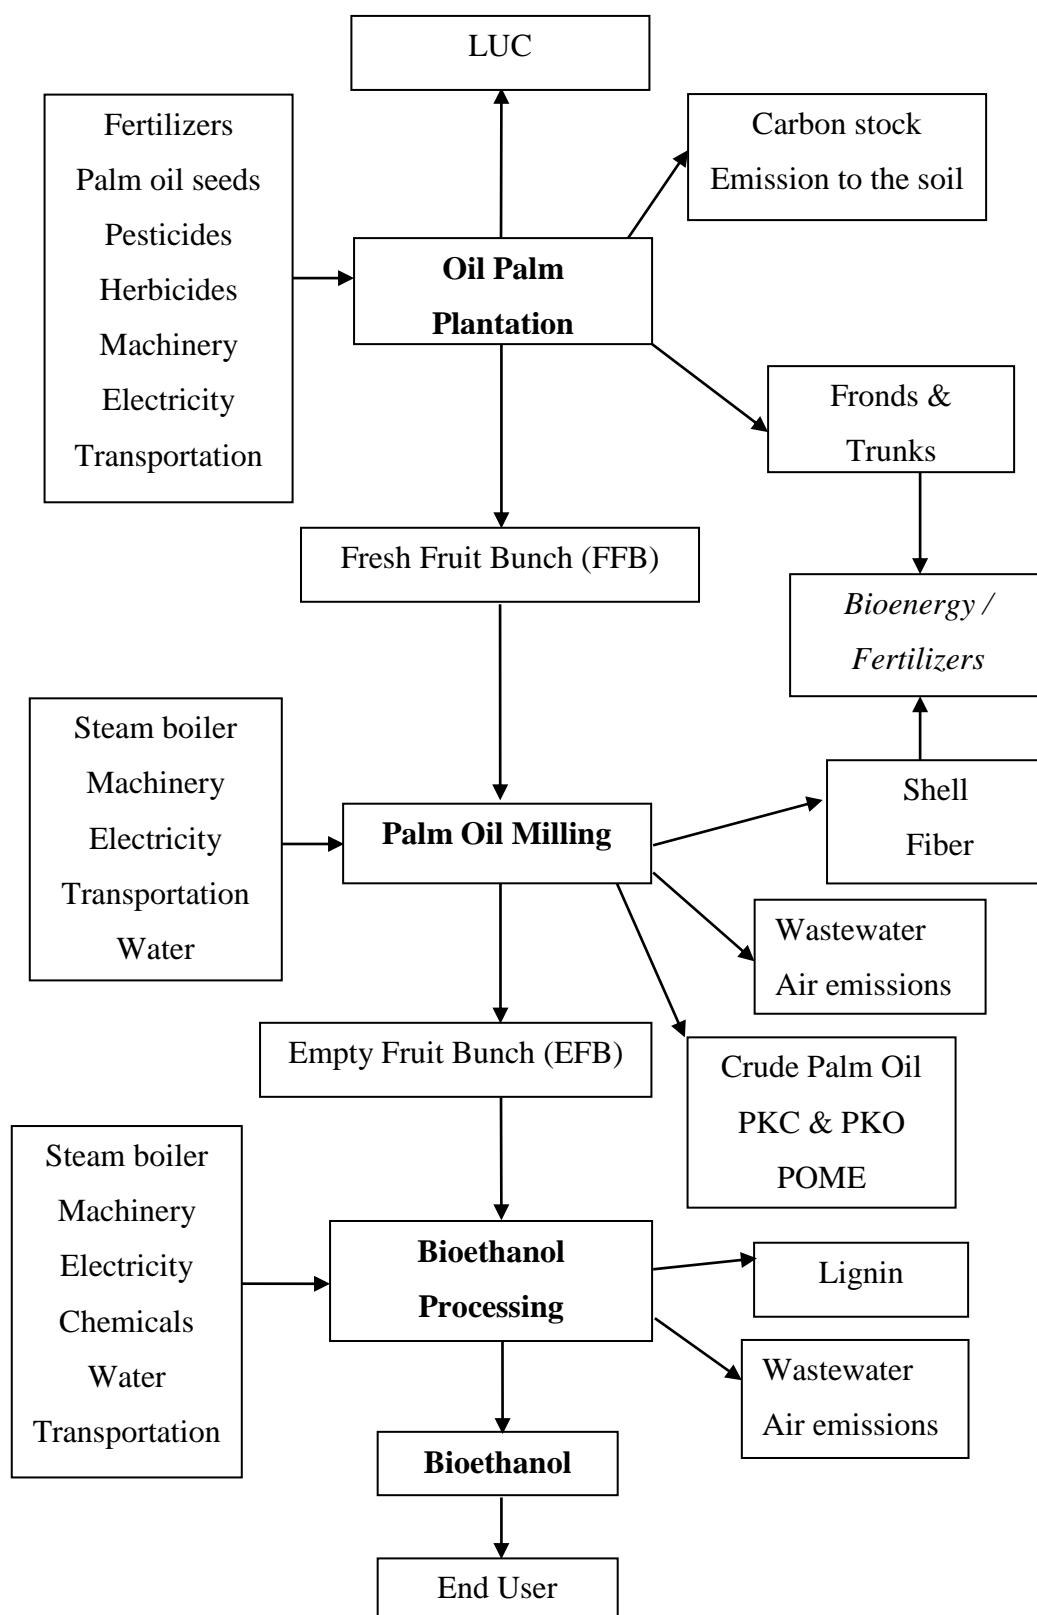 LUC
Fertilizers
Palm oil seeds
Pesticides
Herbicides
Machinery
Electricity
Transportation
Carbon stock
Emission to the soil
Oil Palm
Plantation
Fronds &
Trunks
Fresh Fruit Bunch (FFB)
Bioenergy /
Fertilizers
Steam boiler
Machinery
Electricity
Transportation
Water
Palm Oil Milling
Shell
Fiber
Wastewater
Air emissions
Empty Fruit Bunch (EFB)
Crude Palm Oil
PKC & PKO
POME
Steam boiler
Machinery
Electricity
Chemicals
Water
Transportation
Bioethanol
Processing
Lignin
Wastewater
Air emissions
Bioethanol
End User